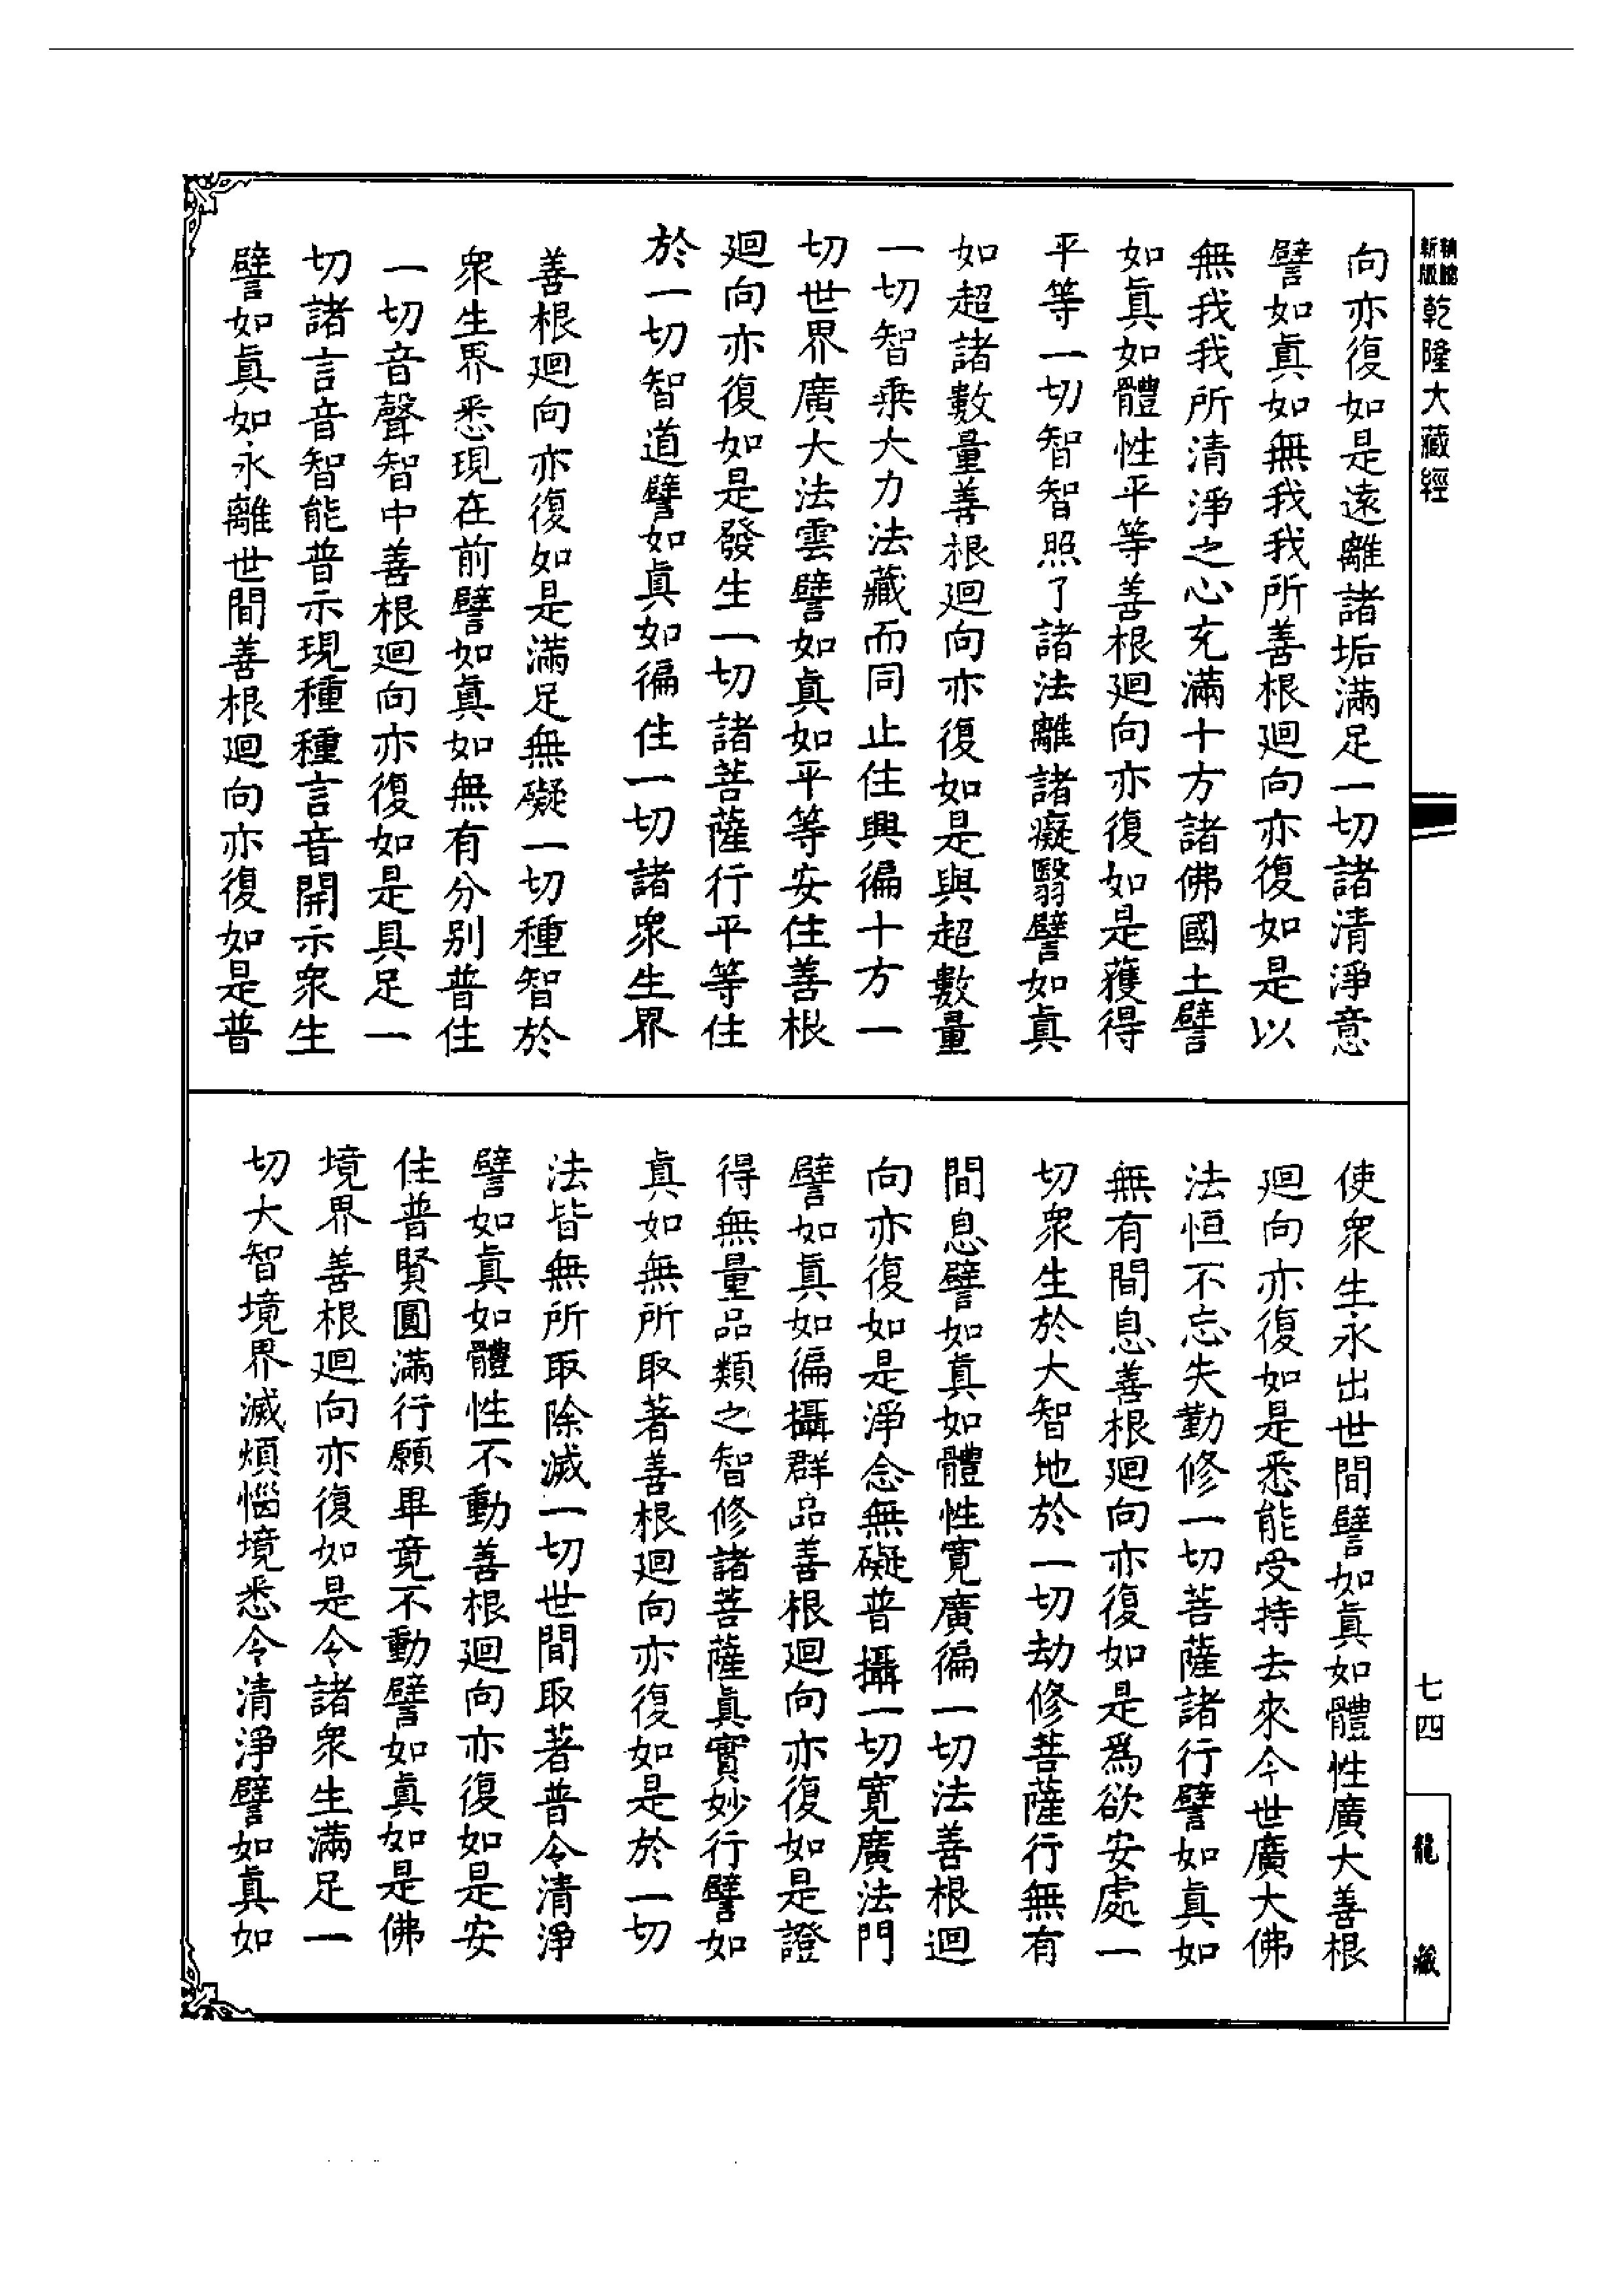 新版
乾隆大藏經
向亦復如是遠離諸垢滿足一切諸清淨意
譬如眞如無我我所善根迴向亦復如是以
無我我所清淨之心充滿十方諸佛國土譬
如眞如體性平等善根迴向亦復如是獲得
平等一切智智照了諸法離諸癡翳譬如眞
如超諸數量善根迴向亦復如是與超數量
一切智乘大力法藏而同止住興徧十方一
切世界廣大法雲譬如眞如平等安住善根
迴向亦復如是發生一切諸菩薩行平等住
於一切智道譬如眞如徧住一切諸衆生界
善根迴向亦復如是滿足無礙一切種智於
衆生界悉現在前譬如眞如無有分別普住
一切音聲智中善根迴向亦復如是具足一
切諸言音智能普示現種種言音開示衆生
譬如眞如永離世間善根迴向亦復如是普
使衆生永出世間譬如眞如體性廣大善根
迴向亦復如是悉能受持去來今世廣大佛
法恒不忘失勤修一切菩薩諸行譬如眞如
無有間息善根迴向亦復如是爲欲安處一
切衆生於大智地於一切劫修菩薩行無有
間息譬如眞如體性寬廣徧一切法善根迴
向亦復如是淨念無礙普攝一切寬廣法門
譬如眞如徧攝群品善根迴向亦復如是證
得無量品類之智修諸菩薩眞實妙行譬如
眞如無所取著善根迴向亦復如是於一切
法皆無所取除滅一切世間取著普令清淨
譬如眞如體性不動善根迴向亦復如是安
住普賢圓滿行願畢竟不動譬如眞如是佛
境界善根迴向亦復如是令諸衆生滿足一
切大智境界滅煩惱境悉令清淨譬如眞如
七四
龍藏